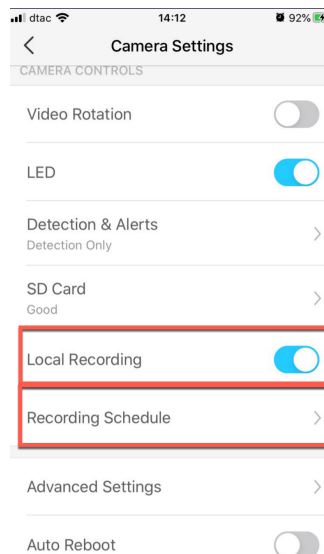 dtac
14:12
92%
Camera Settings
CAMERA CONTROLS
Video Rotation
LED
Detection & Alerts
Detection Only
SD Card
Good
Local Recording
Recording Schedule
Advanced Settings
Auto Reboot